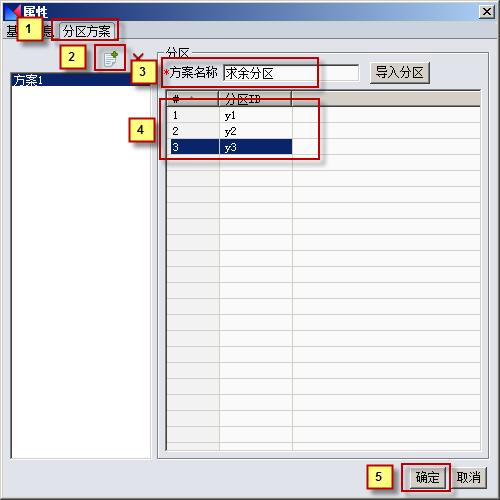 属性
1
基 息 分区方案
2
3
分区
*方案名称 求余分区 导入分区
方案1
4
# 分区ID
1 y1
2 y2
3 y3
5
确定 取消